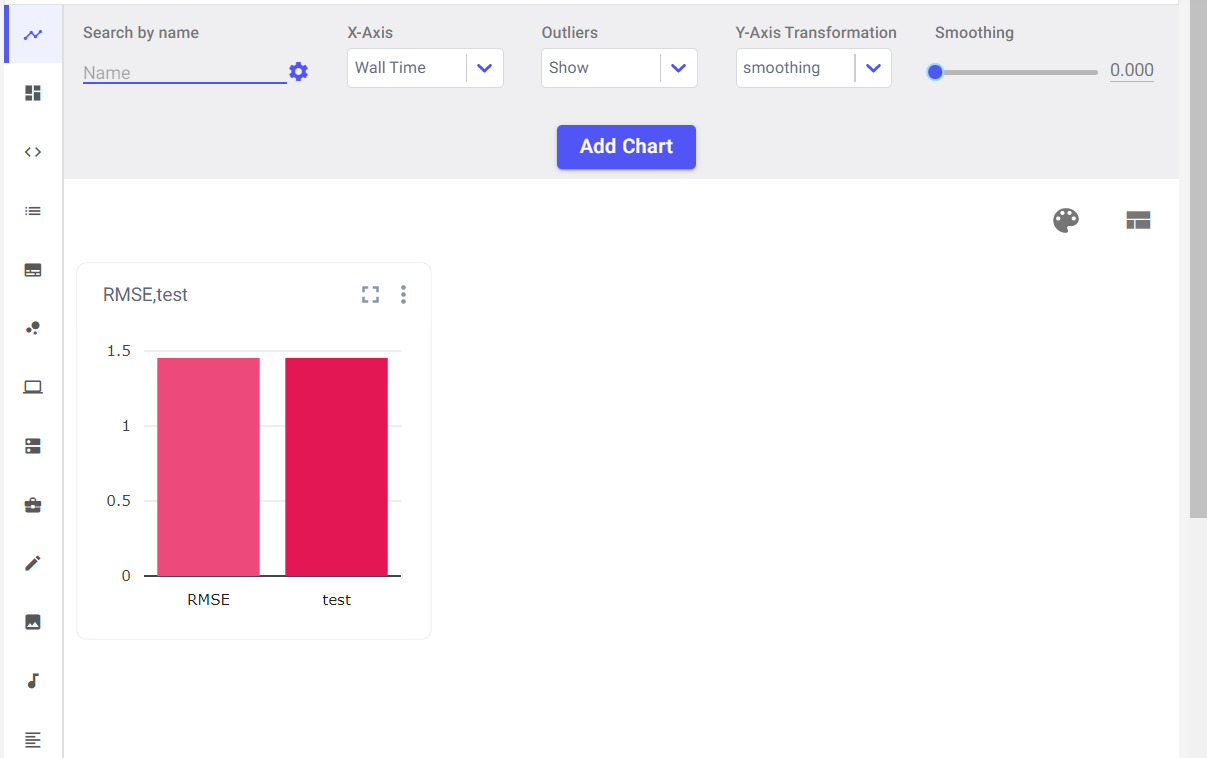 Search by name
X-Axis
Outliers
Y-Axis Transformation
Smoothing
Name
Wall Time
Show
smoothing
0.000
Add Chart
RMSE,test
1.5
1
0.5
0
RMSE
test